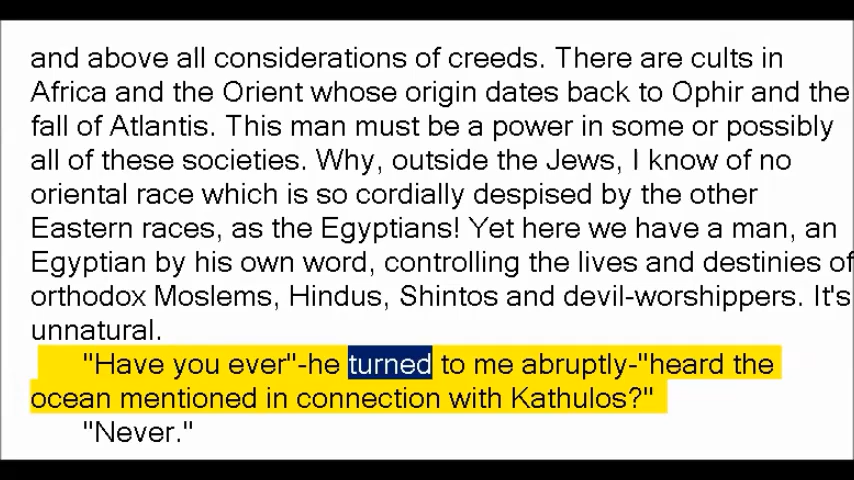 and above all considerations of creeds. There are cults in
Africa and the Orient whose origin dates back to Ophir and the
fall of Atlantis. This man must be a power in some or possibly
all of these societies. Why, outside the Jews, I know of no
oriental race which is so cordially despised by the other
Eastern races, as the Egyptians! Yet here we have a man, an
Egyptian by his own word, controlling the lives and destinies of
orthodox Moslems, Hindus, Shintos and devil-worshippers. It's
unnatural.
"Have you ever"-he turned to me abruptly-"heard the
ocean mentioned in connection with Kathulos?"
"Never."